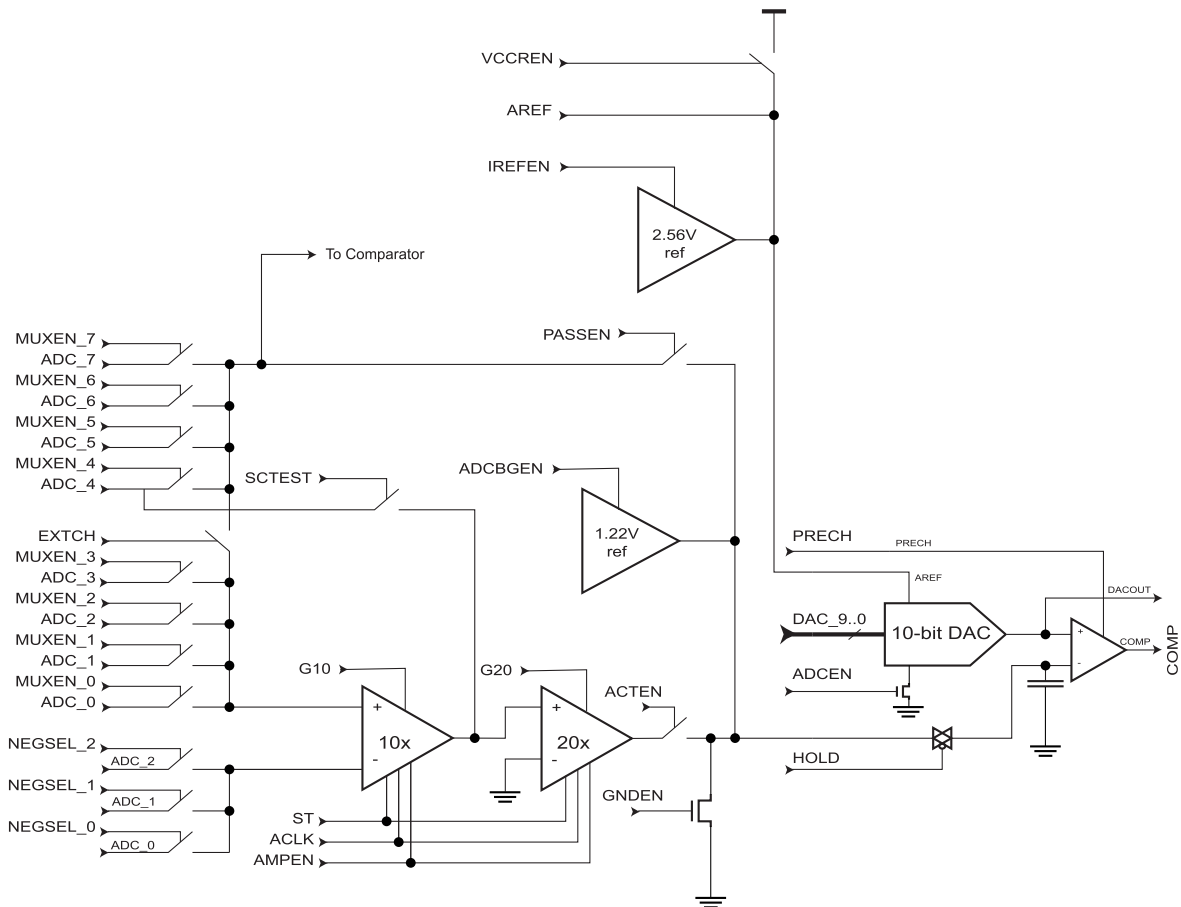 VCCREN
AREF
IREFEN
2.56V
ref
To Comparator
PASSEN
MUXEN_7
ADC_7
MUXEN_6
ADC_6
MUXEN_5
ADC_5
MUXEN_4
ADC_4
SCTEST
ADCBGEN
1.22V
ref
EXTCH
MUXEN_3
ADC_3
MUXEN_2
ADC_2
MUXEN_1
ADC_1
MUXEN_0
ADC_0
PRECH
PRECH
AREF
DACOUT
DAC_9..0
10-bit DAC
+
-
COMP
COMP
ADCEN
HOLD
G10
G20
ACTEN
+
10x
-
+
20x
-
NEGSEL_2
ADC_2
NEGSEL_1
ADC_1
NEGSEL_0
ADC_0
GNDEN
ST
ACLK
AMPEN